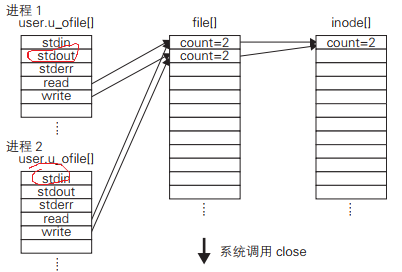 进程 1
user.u_ofile[]
file[]
inode[]
stdin
stdout
stderr
read
write
count=2
count=2
count=2
⋮
进程 2
user.u_ofile[]
stdin
stdout
stderr
read
write
⋮
⋮
⋮
系统调用 close